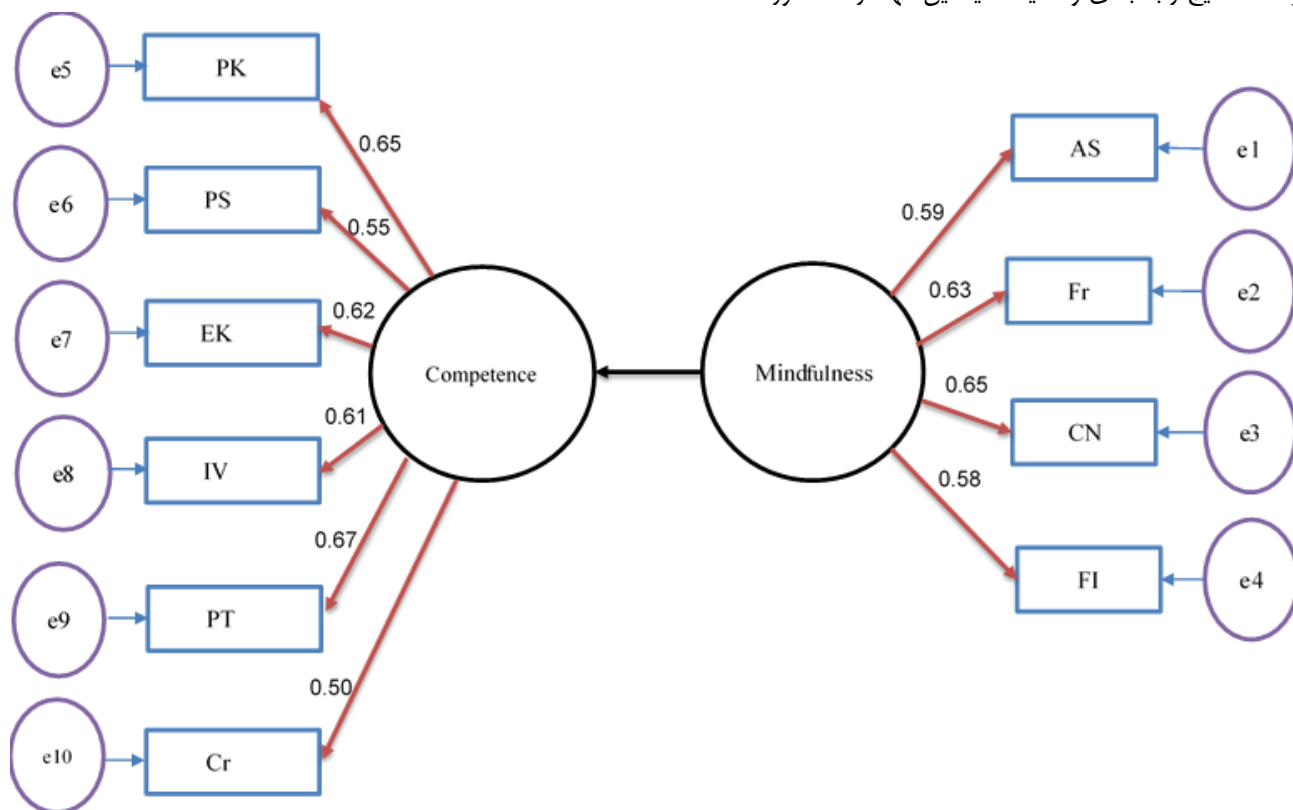 e5
PK
0.65
AS
e1
e6
PS
0.55
0.59
e7
EK
0.62
0.63
Fr
e2
Competence
Mindfulness
e8
IV
0.61
0.65
CN
e3
e9
PT
0.67
0.58
FI
e4
e10
Cr
0.50